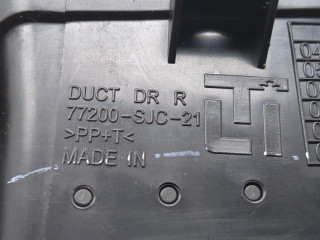 DUCT DR R
77200-SJC-21
>PP+T<
MADE IN